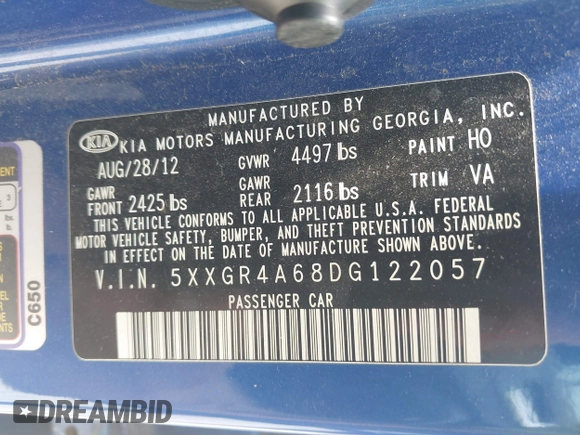 MANUFACTURED BY
KIA KIA MOTORS MANUFACTURING GEORGIA, INC.
AUG/28/12 GVWR 4497 lbs PAINT HO
GAWR FRONT 2425 lbs GAWR REAR 2116 lbs TRIM VA
THIS VEHICLE CONFORMS TO ALL APPLICABLE U.S.A. FEDERAL
MOTOR VEHICLE SAFETY, BUMPER, AND THEFT PREVENTION STANDARDS
IN EFFECT ON THE DATE OF MANUFACTURE SHOWN ABOVE.
V.I.N. 5XXGR4A68DG122057
PASSENGER CAR
C650
DREAMBID